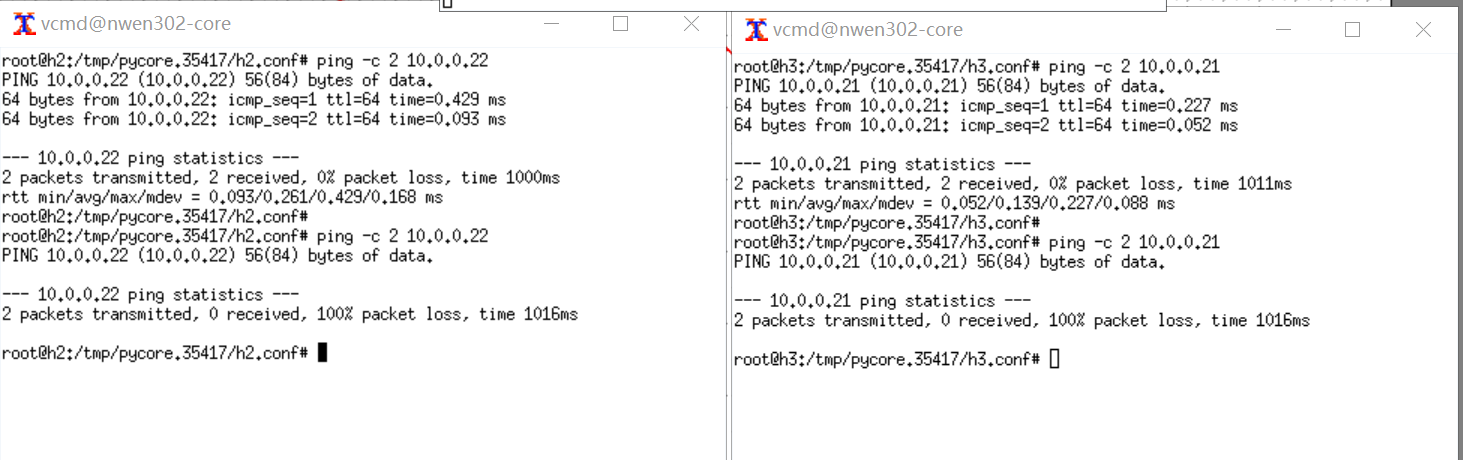 vcmd@nwen302-core
root@h2:/tmp/pycore.35417/h2.conf# ping -c 2 10.0.0.22
PING 10.0.0.22 (10.0.0.22) 56(84) bytes of data.
64 bytes from 10.0.0.22: icmp_seq=1 ttl=64 time=0.429 ms
64 bytes from 10.0.0.22: icmp_seq=2 ttl=64 time=0.093 ms
--- 10.0.0.22 ping statistics ---
2 packets transmitted, 2 received, 0% packet loss, time 1000ms
rtt min/avg/max/mdev = 0.093/0.261/0.429/0.168 ms
root@h2:/tmp/pycore.35417/h2.conf#
root@h2:/tmp/pycore.35417/h2.conf# ping -c 2 10.0.0.22
PING 10.0.0.22 (10.0.0.22) 56(84) bytes of data.
--- 10.0.0.22 ping statistics ---
2 packets transmitted, 0 received, 100% packet loss, time 1016ms
root@h2:/tmp/pycore.35417/h2.conf#
vcmd@nwen302-core
root@h3:/tmp/pycore.35417/h3.conf# ping -c 2 10.0.0.21
PING 10.0.0.21 (10.0.0.21) 56(84) bytes of data.
64 bytes from 10.0.0.21: icmp_seq=1 ttl=64 time=0.227 ms
64 bytes from 10.0.0.21: icmp_seq=2 ttl=64 time=0.052 ms
--- 10.0.0.21 ping statistics ---
2 packets transmitted, 2 received, 0% packet loss, time 1011ms
rtt min/avg/max/mdev = 0.052/0.139/0.227/0.088 ms
root@h3:/tmp/pycore.35417/h3.conf#
root@h3:/tmp/pycore.35417/h3.conf# ping -c 2 10.0.0.21
PING 10.0.0.21 (10.0.0.21) 56(84) bytes of data.
--- 10.0.0.21 ping statistics ---
2 packets transmitted, 0 received, 100% packet loss, time 1016ms
root@h3:/tmp/pycore.35417/h3.conf#